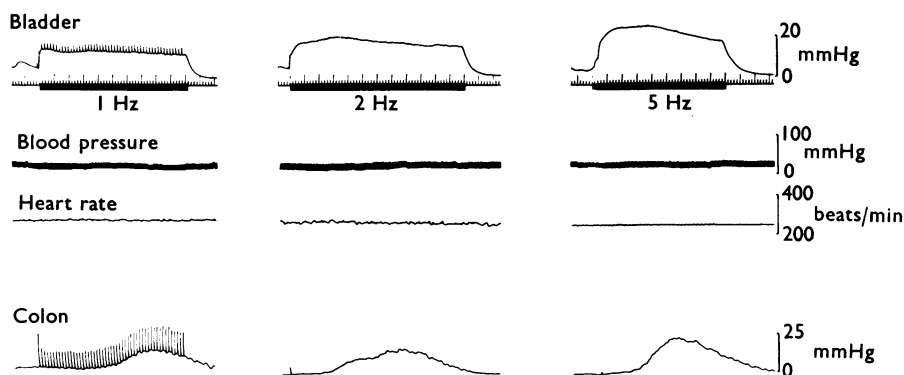 Bladder
20
mmHg
0
1 Hz
2 Hz
5 Hz
Blood pressure
100
mmHg
0
Heart rate
400
beats/min
200
Colon
25
mmHg
0